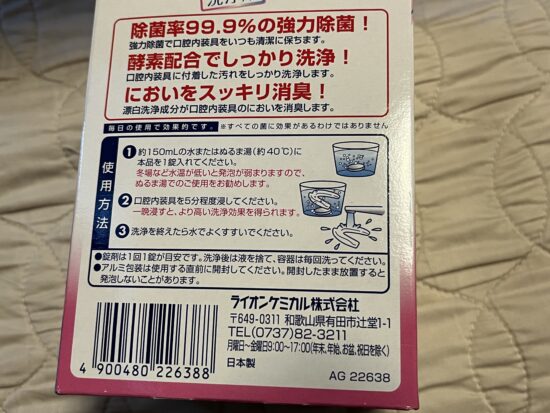 除菌率99.9%の強力除菌！
強力除菌で口腔内装具をいつも清潔に保ちます。
酵素配合でしっかり洗浄！
口腔内装具に付着した汚れをしっかり洗浄します。
においをスッキリ消臭！
漂白洗浄成分が口腔内装具のにおいを消臭します。
毎日の使用で効果的です。 ※すべての菌に効果があるわけではありません
使用方法
1 約150mLの水またはぬるま湯(約40℃)に
本品を1錠入れてください。
冬場など水温が低いと発泡が弱まりますので、
ぬるま湯でのご使用をお勧めします。
2 口腔内装具を5分程度浸してください。
一晩浸すと、より高い洗浄効果を得られます。
3 洗浄を終えたら水でよくすすいでください。
●錠剤は1回1錠が目安です。洗浄後は液を捨て、容器は毎回洗ってください。
●アルミ包装は使用する直前に開封してください。開封したまま放置すると
発泡しないことがあります。
ライオンケミカル株式会社
〒649-0311 和歌山県有田市辻堂1-1
TEL(0737)82-3211
月曜日～金曜日9:00～17:00(年末、年始、お盆、祝日を除く)
日本製
4 900480 226388
AG 22638